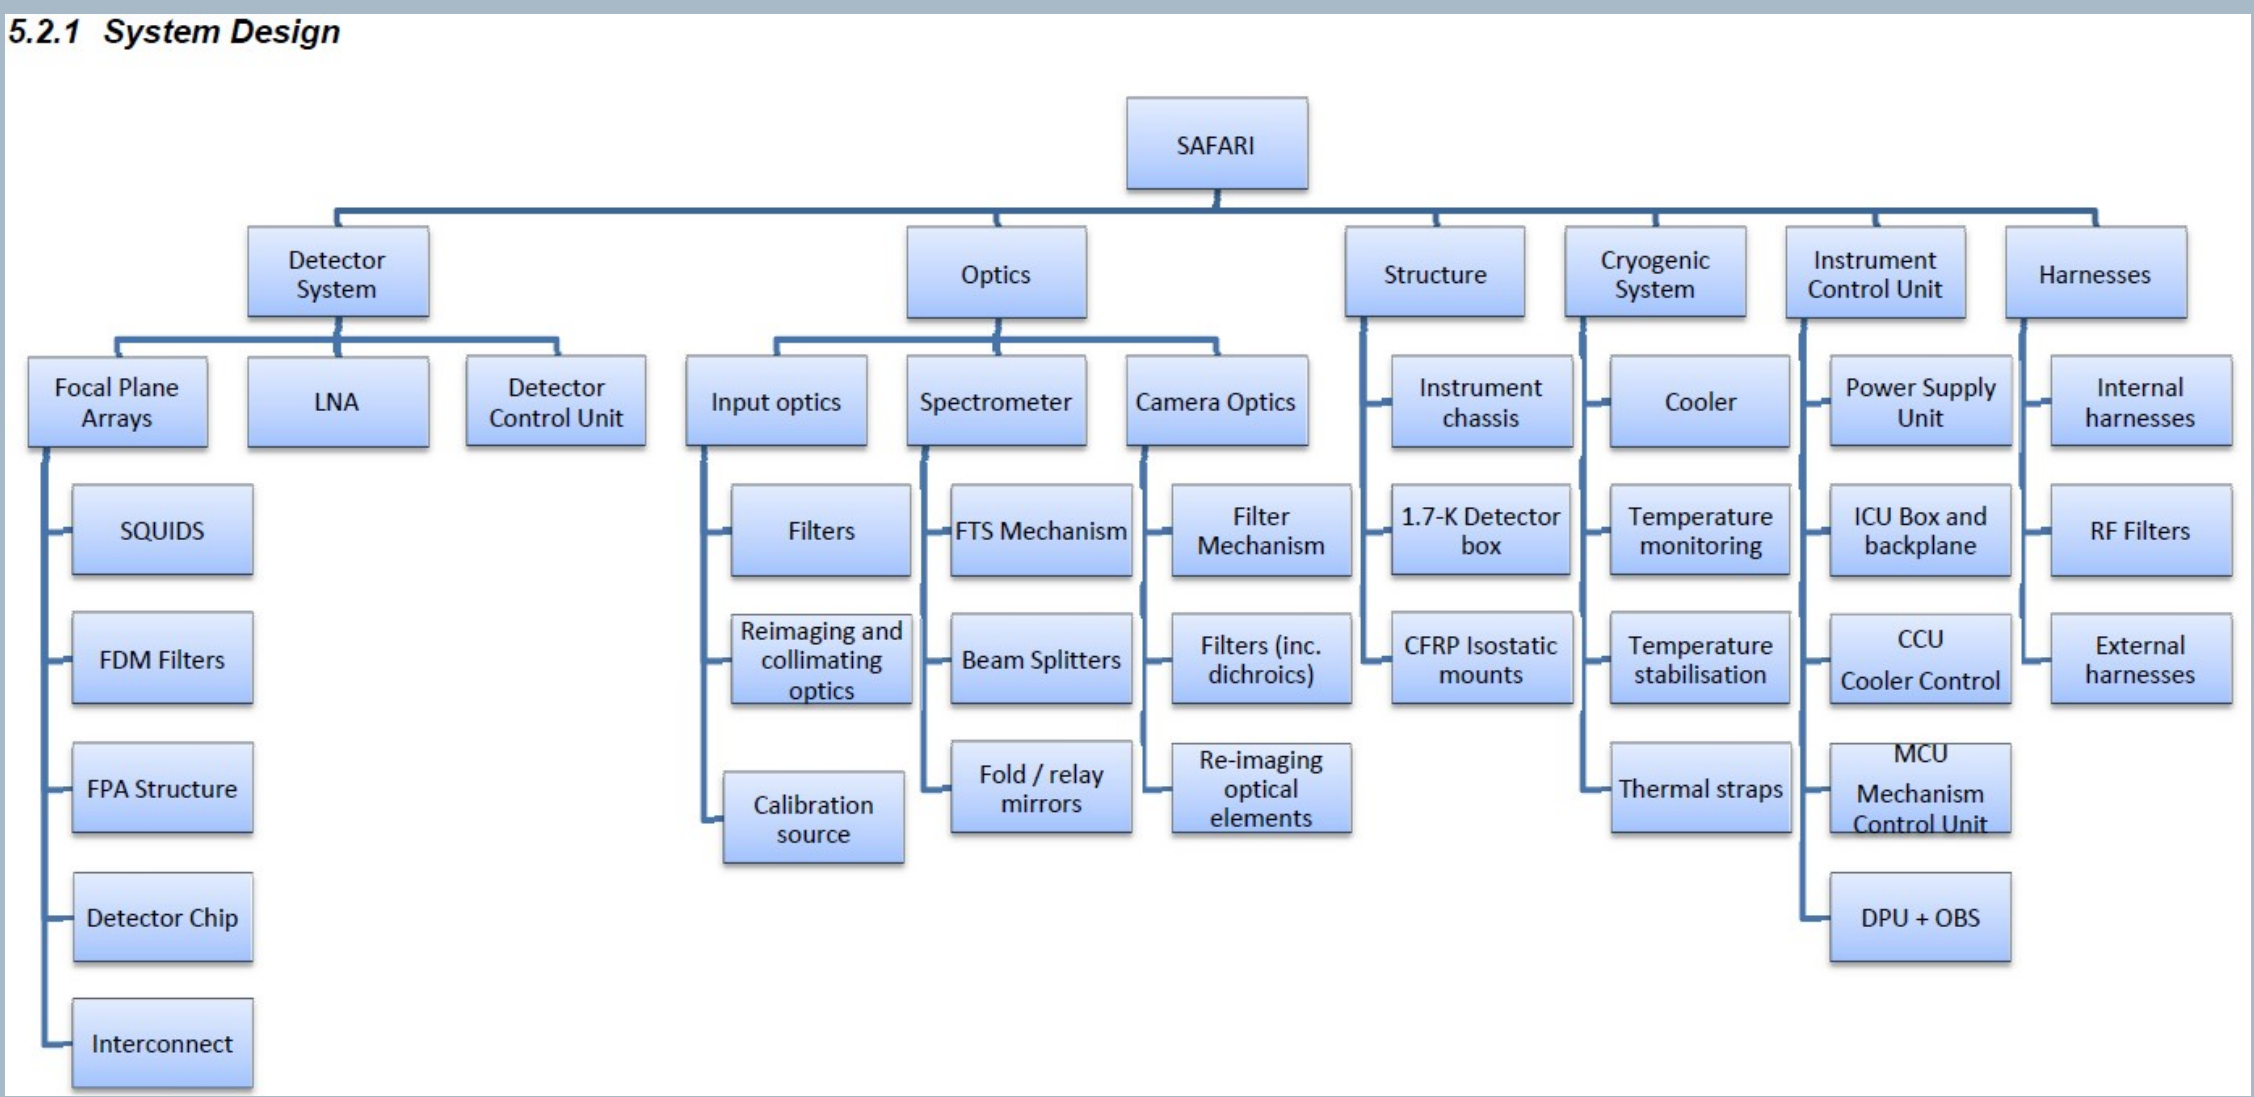 5.2.1 System Design
SAFARI
Detector
System
Optics
Structure
Cryogenic
System
Instrument
Control Unit
Harnesses
Focal Plane
Arrays
LNA
Detector
Control Unit
Input optics
Spectrometer
Camera Optics
Instrument
chassis
Cooler
Power Supply
Unit
Internal
harnesses
SQUIDS
Filters
FTS Mechanism
Filter
Mechanism
1.7-K Detector
box
Temperature
monitoring
ICU Box and
backplane
RF Filters
FDM Filters
Reimaging and
collimating
optics
Beam Splitters
Filters (inc.
dichroics)
CFRP Isostatic
mounts
Temperature
stabilisation
CCU
Cooler Control
External
harnesses
FPA Structure
Calibration
source
Fold / relay
mirrors
Re-imaging
optical
elements
Thermal straps
MCU
Mechanism
Control Unit
Detector Chip
DPU + OBS
Interconnect